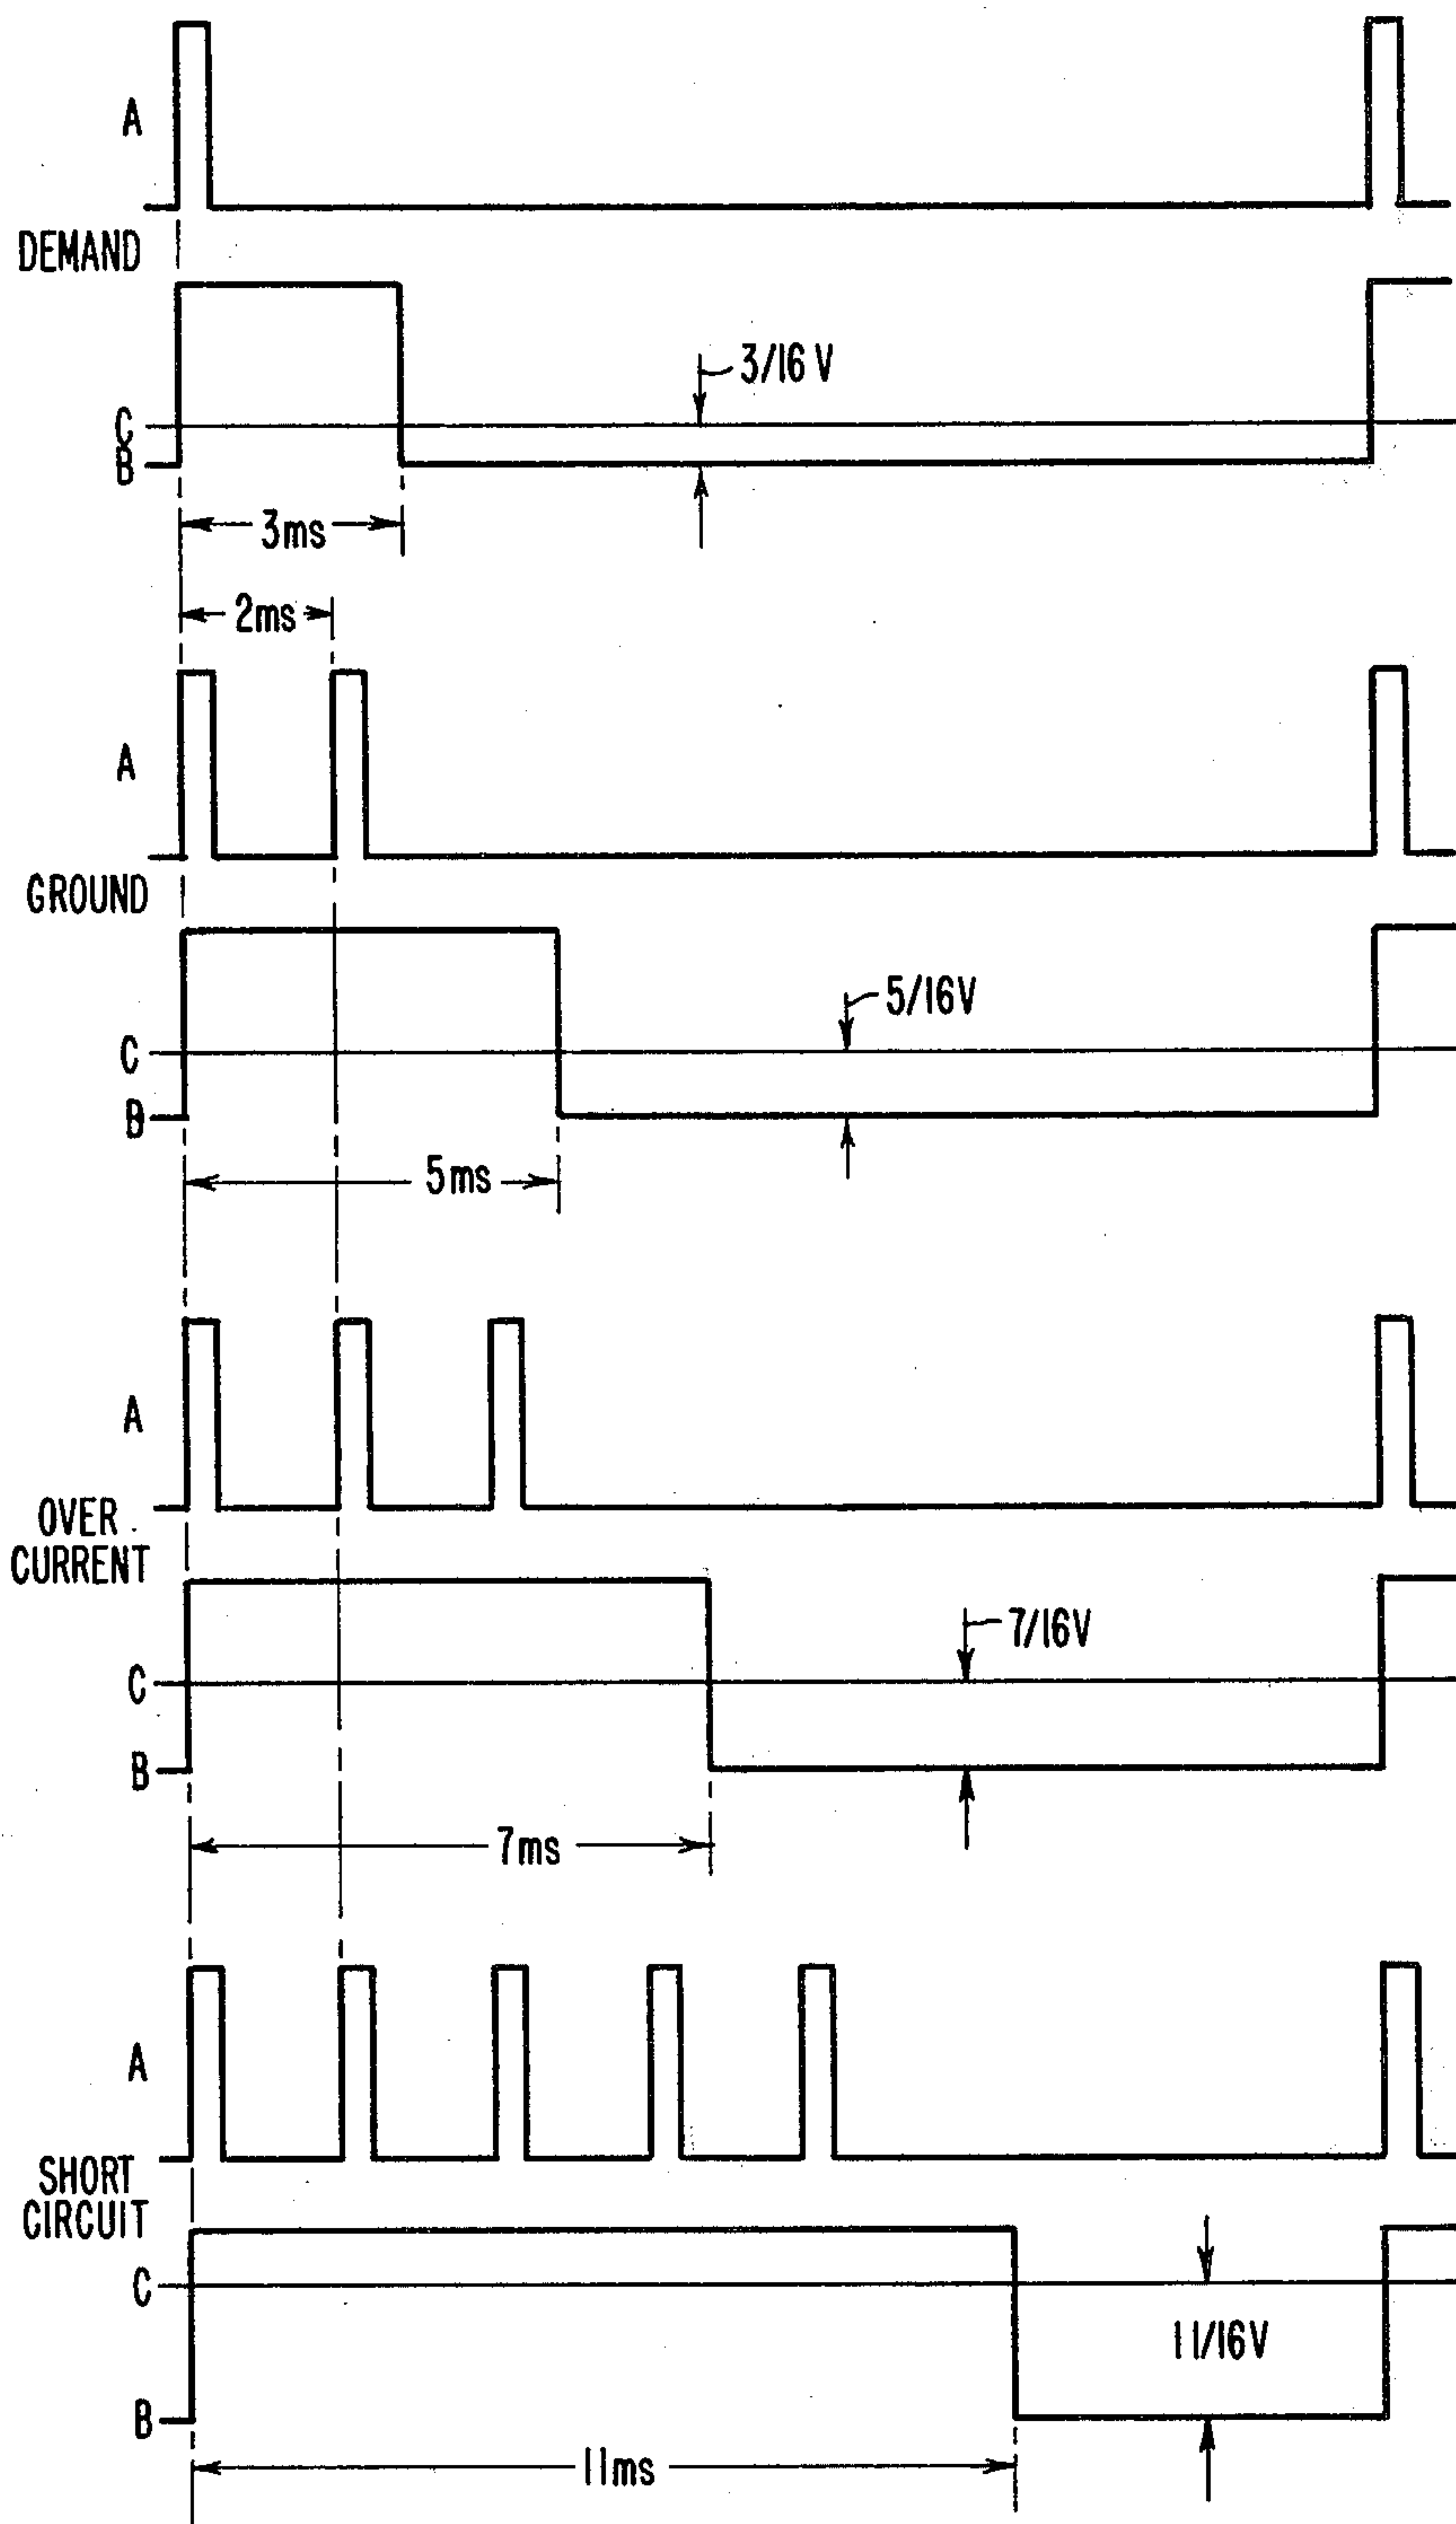 A
DEMAND
3/16 V
C
B
3ms
2ms
A
GROUND
5/16V
C
B
5ms
A
OVER
CURRENT
7/16V
C
B
7ms
A
SHORT
CIRCUIT
C
11/16V
B
11ms